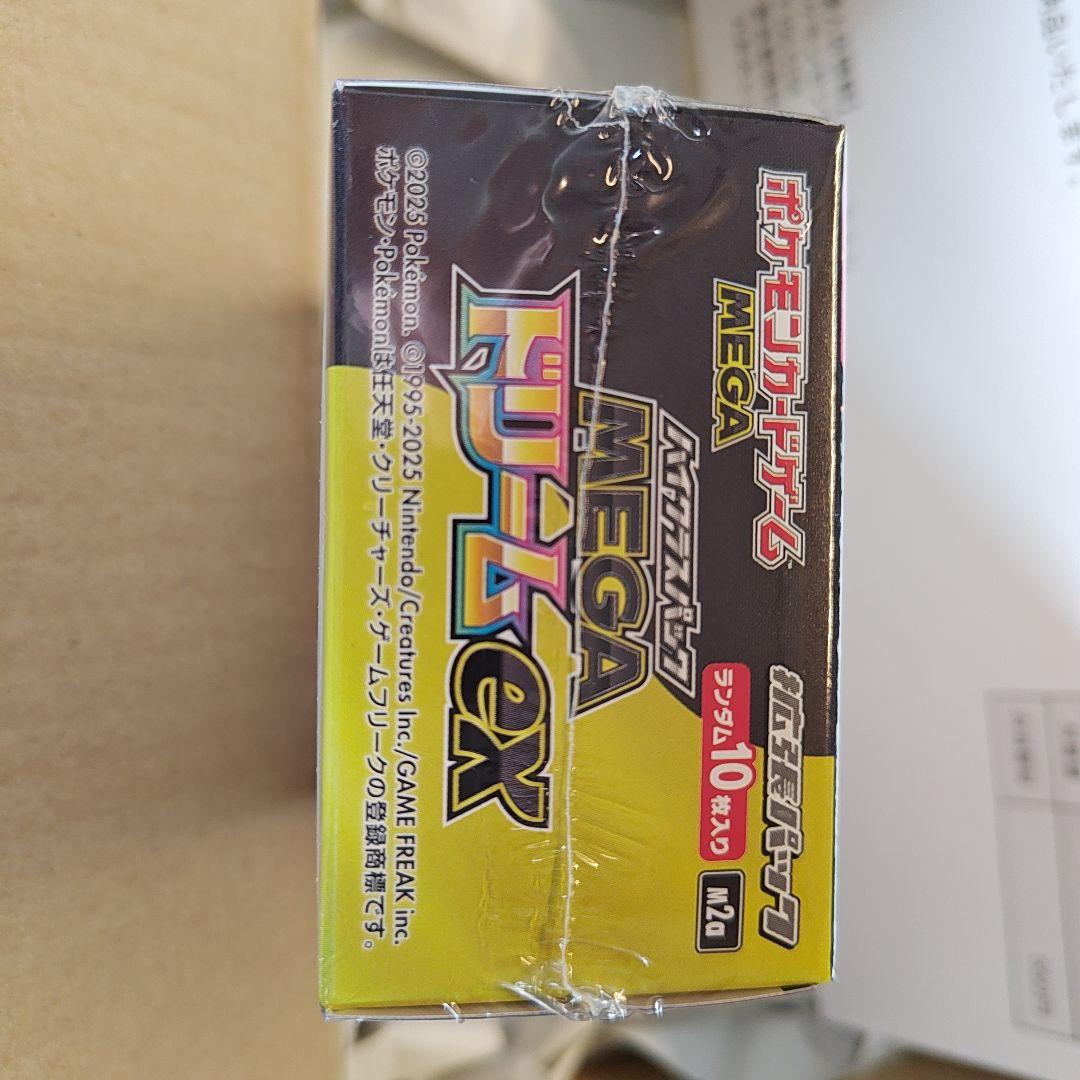 ポケモンカードゲーム
MEGA
拡張パック
ランダム10枚入り
M2a
ハイクラスパック
MEGA
ドリームex
©2025 Pokémon. ©1995-2025 Nintendo/Creatures Inc./GAME FREAK inc.
ポケモン・Pokémonは任天堂・クリーチャーズ・ゲームフリークの登録商標です。